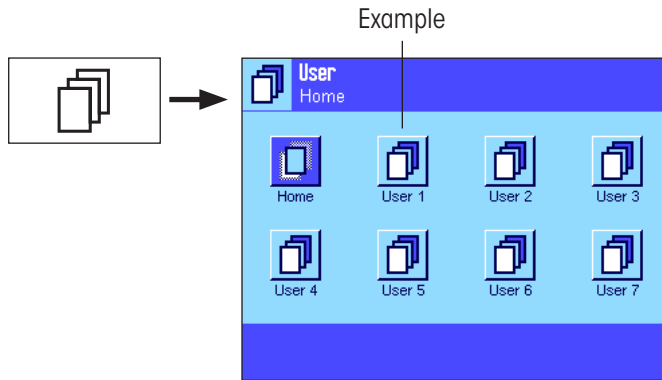 Example
User
Home
Home User 1 User 2 User 3
User 4 User 5 User 6 User 7